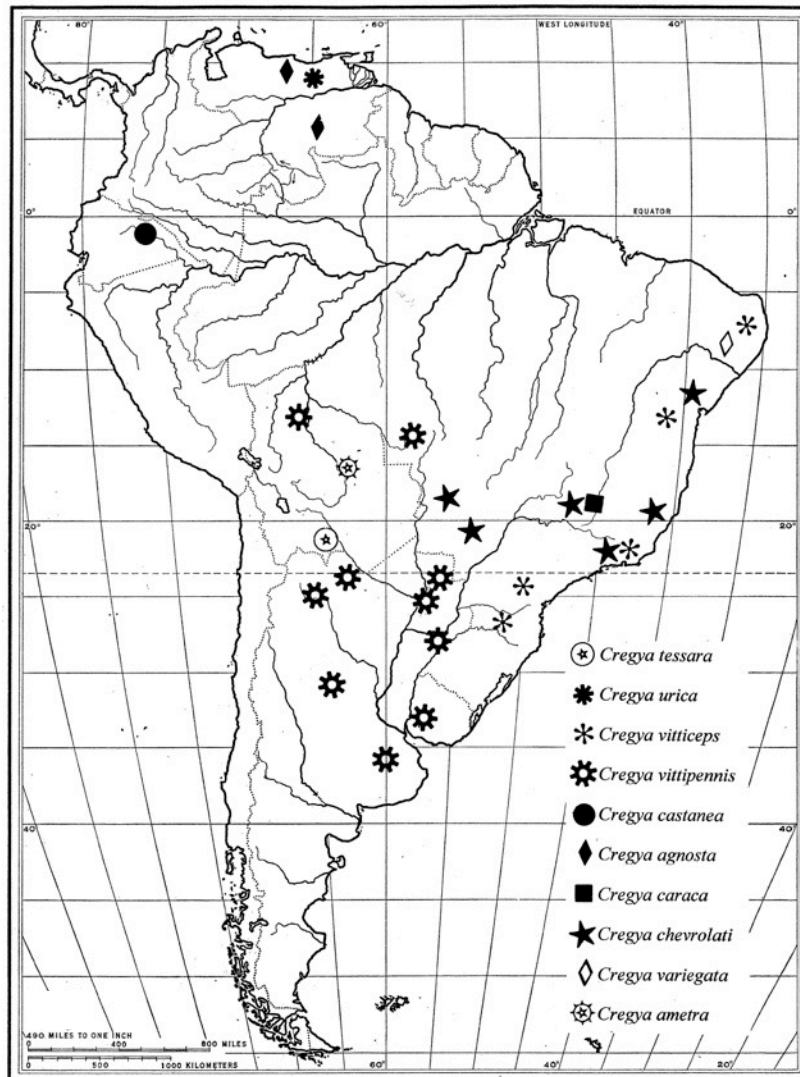 80°
60°
WEST LONGITUDE
40°
0°
EQUATOR
0°
20°
20°
Cregya tessara
Cregya urica
Cregya vitticeps
Cregya vittipennis
Cregya castanea
Cregya agnosta
Cregya caraca
Cregya chevrolati
Cregya variegata
Cregya ametra
40°
40°
490 MILES TO ONE INCH
0 400 800 MILES
0 500 1000 KILOMETERS
60°
40°
20°